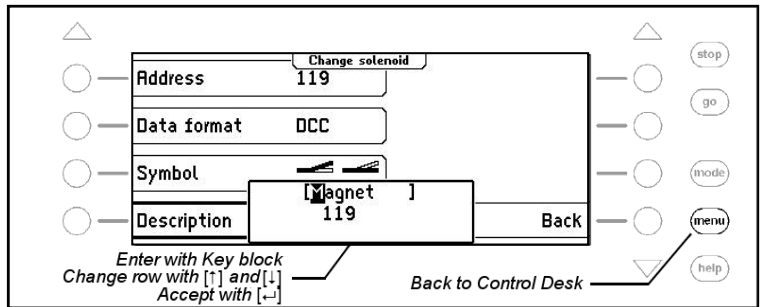 Change solenoid
stop
Address 119
go
Data format DCC
Symbol
mode
[Magnet ]
119
Description
Back
menu
Enter with Key block
Change row with [↑] and [↓]
Accept with [↵]
Back to Control Desk
help